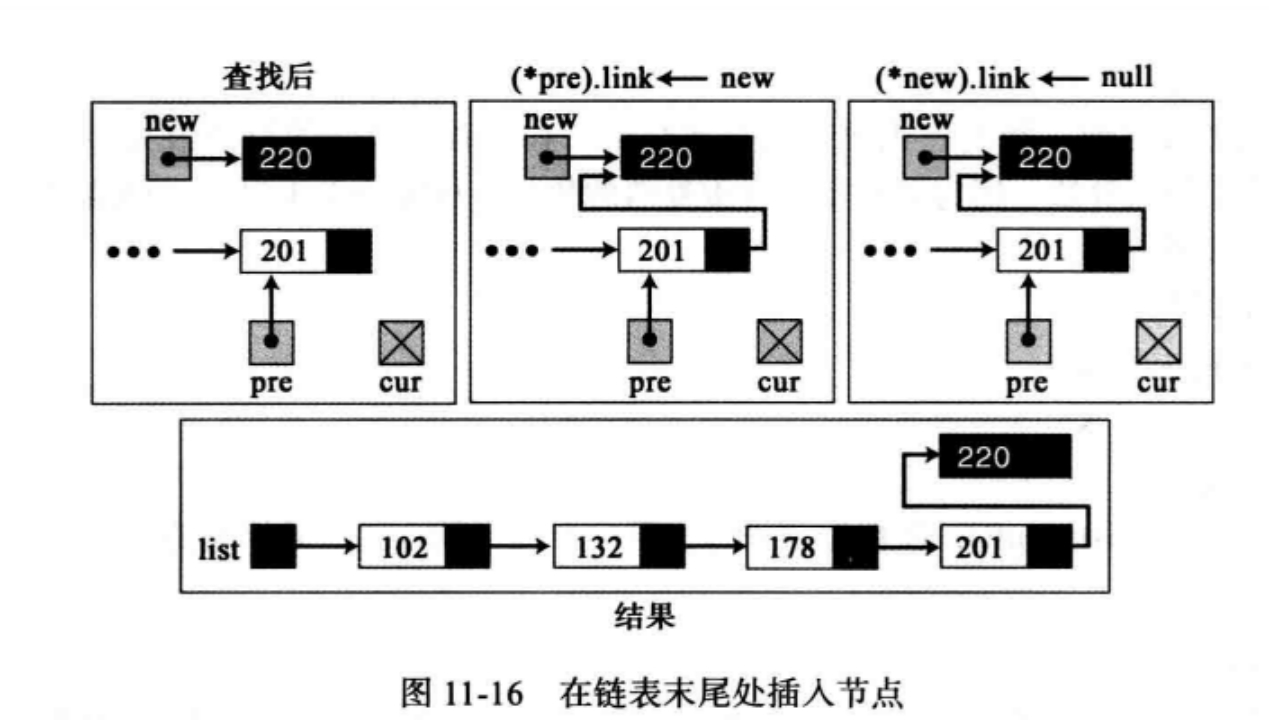 查找后
(*pre).link ← new
(*new).link ← null
new
220
201
pre
cur
new
220
201
pre
cur
new
220
201
pre
cur
220
list
102
132
178
201
结果
图 11-16 在链表末尾处插入节点